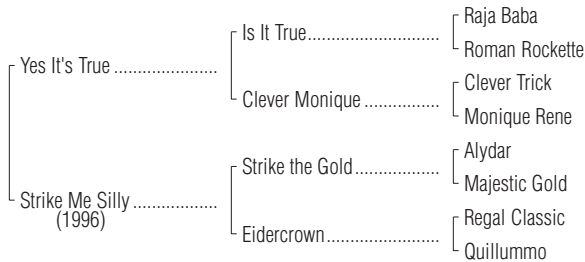 Raja Baba
Is It True
Roman Rockette
Yes It's True
Clever Trick
Clever Monique
Monique Rene
Alydar
Strike the Gold
Majestic Gold
Strike Me Silly
(1996)
Regal Classic
Eidercrown
Quillummo